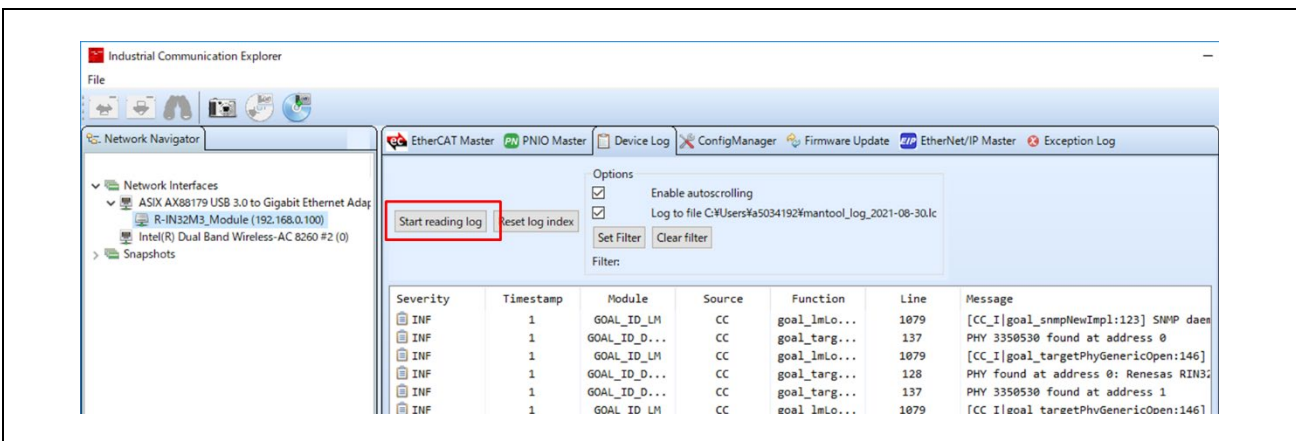 Industrial Communication Explorer
File
Network Navigator
Network Interfaces
ASIX AX88179 USB 3.0 to Gigabit Ethernet Adap
R-IN32M3_Module (192.168.0.100)
Intel(R) Dual Band Wireless-AC 8260 #2 (0)
Snapshots
EtherCAT Master PNIO Master Device Log ConfigManager Firmware Update EtherNet/IP Master Exception Log
Options
Enable autoscrolling
Log to file C:¥Users¥a5034192¥mantool_log_2021-08-30.lc
Start reading log Reset log index
Set Filter Clear filter
Filter:
Severity Timestamp Module Source Function Line Message
INF 1 GOAL_ID_LM CC goal_lmLo... 1079 [CC_I|goal_snmpNewImpl:123] SNMP daem
INF 1 GOAL_ID_D... CC goal_targ... 137 PHY 3350530 found at address 0
INF 1 GOAL_ID_LM CC goal_lmLo... 1079 [CC_I|goal_targetPhyGenericOpen:146]
INF 1 GOAL_ID_D... CC goal_targ... 128 PHY found at address 0: Renesas RIN32
INF 1 GOAL_ID_D... CC goal_targ... 137 PHY 3350530 found at address 1
INF 1 GOAL_ID_LM CC goal_lmLo... 1079 [CC_I|goal_targetPhyGenericOpen:146]